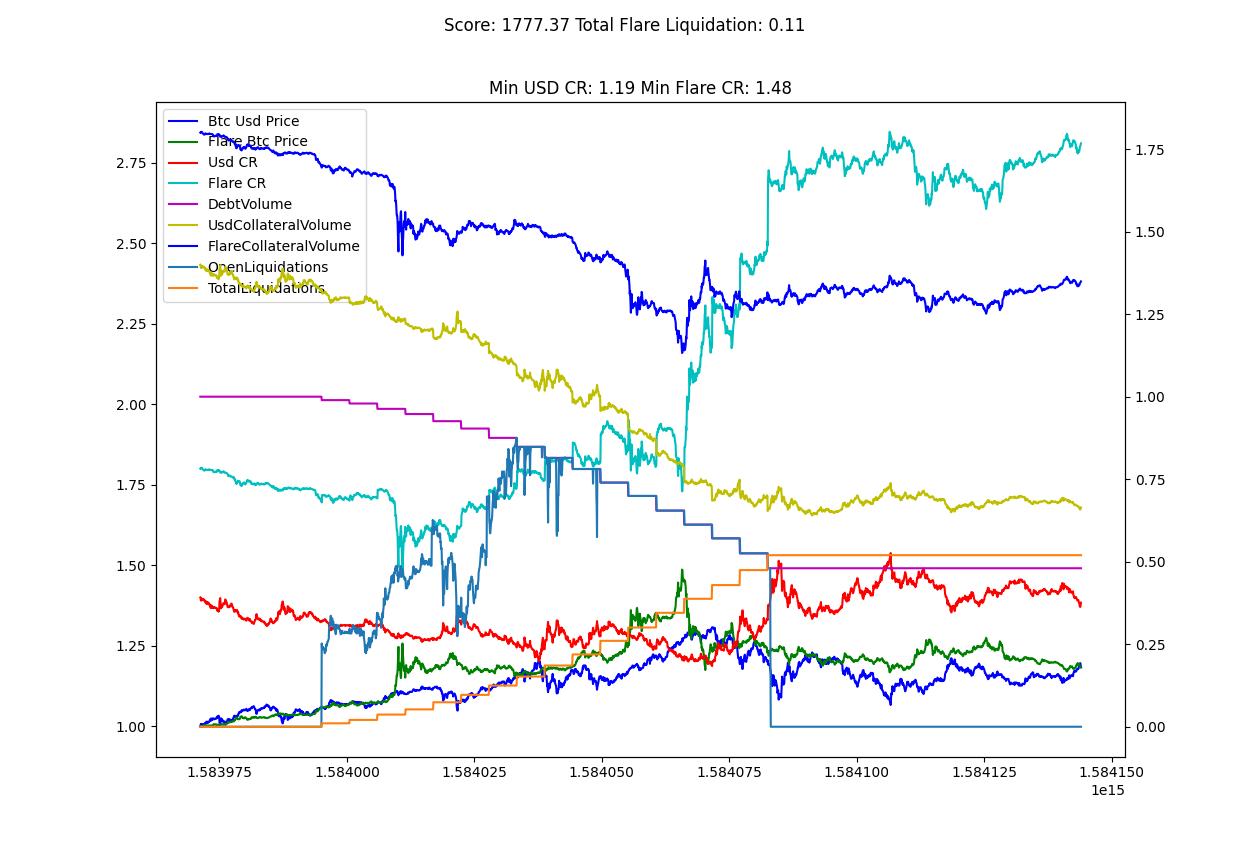 Score: 1777.37 Total Flare Liquidation: 0.11
Min USD CR: 1.19 Min Flare CR: 1.48
Btc Usd Price
Flare Btc Price
Usd CR
Flare CR
DebtVolume
UsdCollateralVolume
FlareCollateralVolume
OpenLiquidations
TotalLiquidations
2.75
2.50
2.25
2.00
1.75
1.50
1.25
1.00
1.75
1.50
1.25
1.00
0.75
0.50
0.25
0.00
1.583975 1.584000 1.584025 1.584050 1.584075 1.584100 1.584125 1.584150
1e15